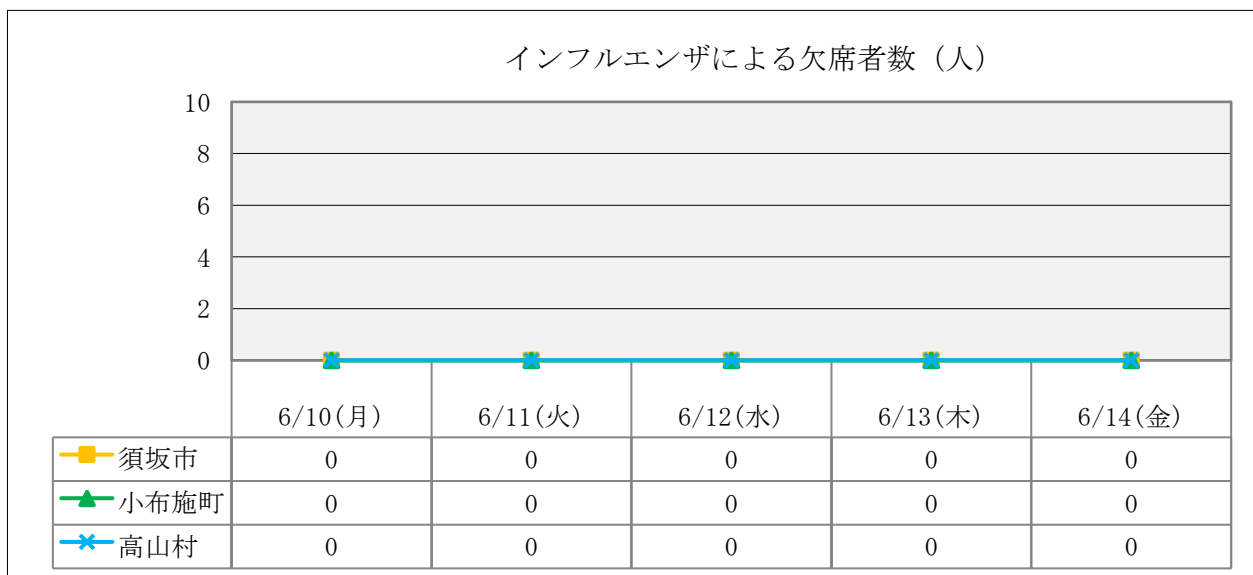 インフルエンザによる欠席者数（人）
10
8
6
4
2
0
6/10(月) 6/11(火) 6/12(水) 6/13(木) 6/14(金)
須坂市 0 0 0 0 0
小布施町 0 0 0 0 0
高山村 0 0 0 0 0